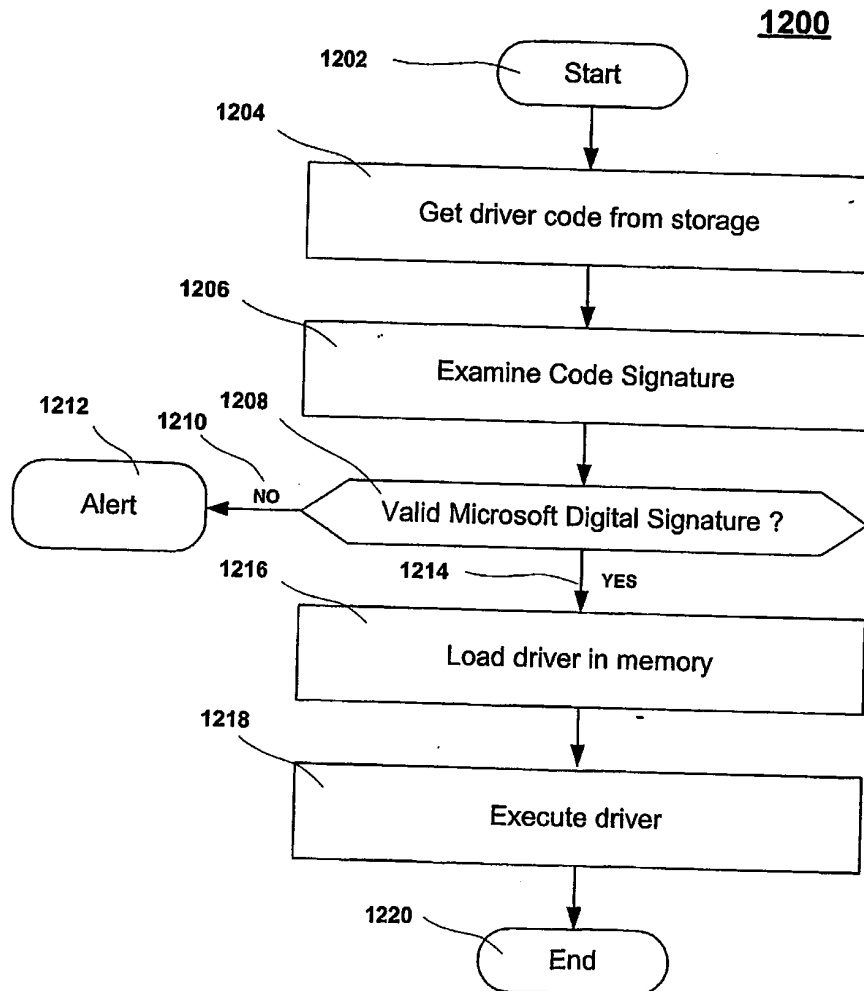 1200
1202
Start
1204
Get driver code from storage
1206
Examine Code Signature
1212
1210
1208
Alert
NO
Valid Microsoft Digital Signature ?
1214
YES
1216
Load driver in memory
1218
Execute driver
1220
End